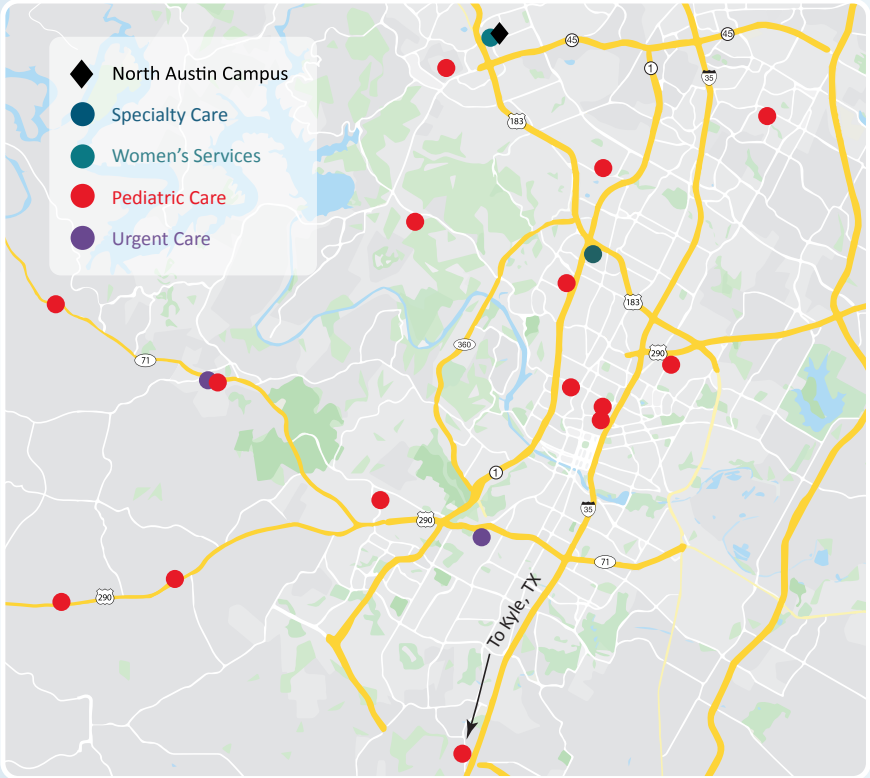 North Austin Campus
Specialty Care
Women's Services
Pediatric Care
Urgent Care
45
45
1
35
183
183
360
290
71
1
290
35
71
290
To Kyle, TX